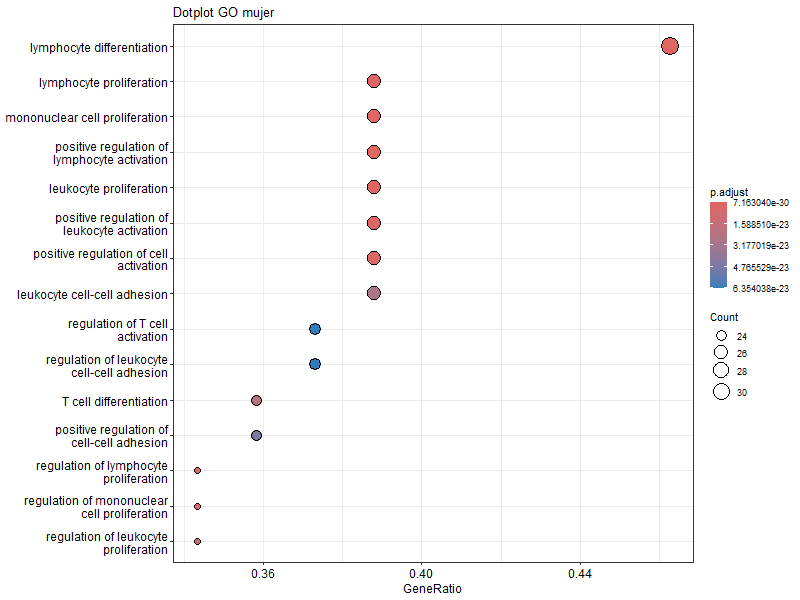 Dotplot GO mujer
lymphocyte differentiation
lymphocyte proliferation
mononuclear cell proliferation
positive regulation of
lymphocyte activation
leukocyte proliferation
positive regulation of
leukocyte activation
positive regulation of cell
activation
leukocyte cell-cell adhesion
regulation of T cell
activation
regulation of leukocyte
cell-cell adhesion
T cell differentiation
positive regulation of
cell-cell adhesion
regulation of lymphocyte
proliferation
regulation of mononuclear
cell proliferation
regulation of leukocyte
proliferation
0.36
0.40
0.44
GeneRatio
p.adjust
7.163040e-30
1.588510e-23
3.177019e-23
4.765529e-23
6.354038e-23
Count
24
26
28
30